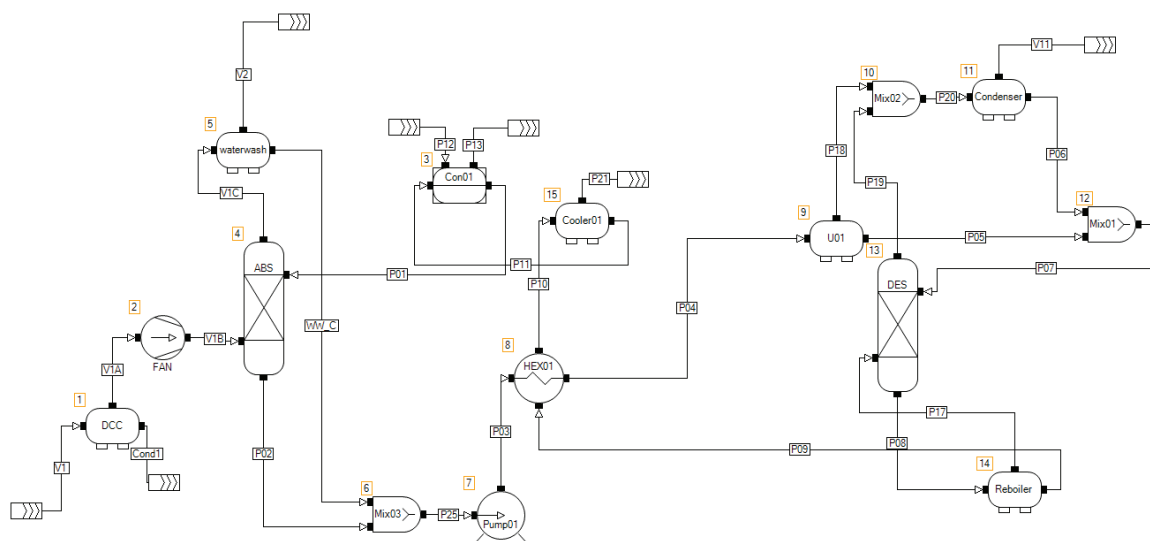 V2
5
waterwash
V1C
4
ABS
2
FAN
V1B
V1A
1
DCC
V1
Cond1
P02
WW_C
P12
P13
3
Con01
P01
P11
15
Cooler01
P21
P10
8
HEX01
P03
6
Mix03
P25
7
Pump01
P04
P09
10
Mix02
P20
11
Condenser
V11
P18
P19
P06
9
U01
13
P05
12
Mix01
P07
DES
P17
P08
14
Reboiler